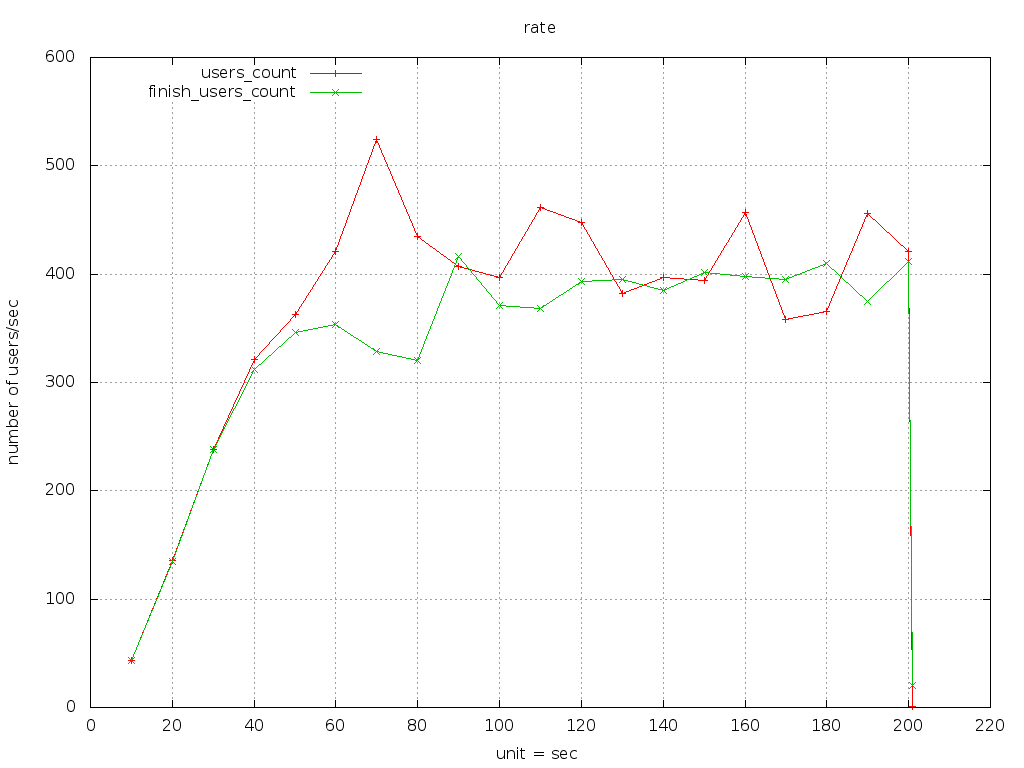 rate
600
500
400
300
200
100
0
users_count
finish_users_count
number of users/sec
0 20 40 60 80 100 120 140 160 180 200 220
unit = sec